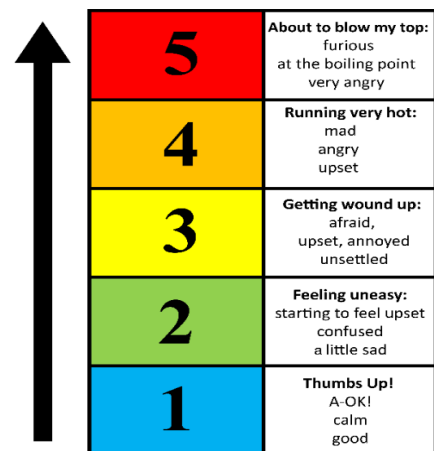 5
About to blow my top:
furious
at the boiling point
very angry
4
Running very hot:
mad
angry
upset
3
Getting wound up:
afraid,
upset, annoyed
unsettled
2
Feeling uneasy:
starting to feel upset
confused
a little sad
1
Thumbs Up!
A-OK!
calm
good